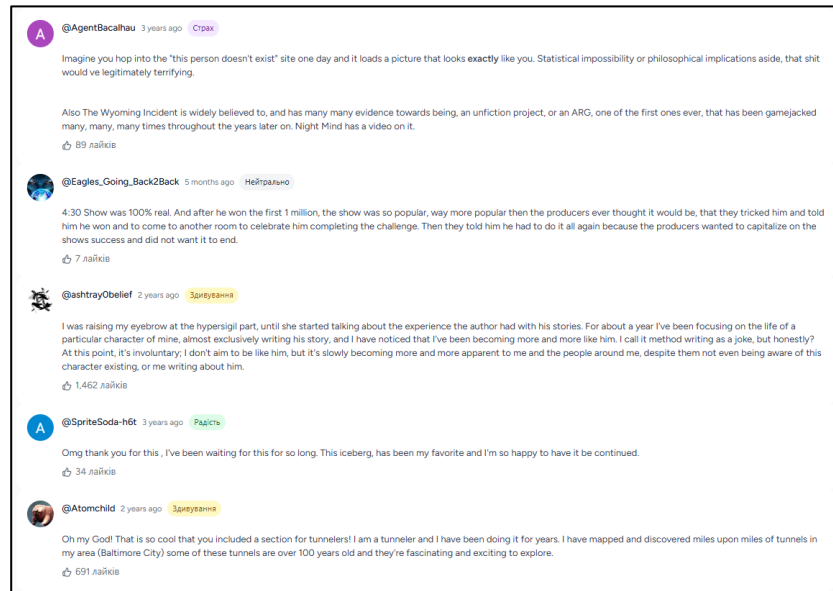 A
@AgentBacalhau 3 years ago Страх
Imagine you hop into the "this person doesn't exist" site one day and it loads a picture that looks exactly like you. Statistical impossibility or philosophical implications aside, that shit
would ve legitimately terrifying.
Also The Wyoming Incident is widely believed to, and has many many evidence towards being, an unfiction project, or an ARG, one of the first ones ever, that has been gamejacked
many, many, many times throughout the years later on. Night Mind has a video on it.
89 лайків
@Eagles_Going_Back2Back 5 months ago Нейтрально
4:30 Show was 100% real. And after he won the first 1 million, the show was so popular, way more popular then the producers ever thought it would be, that they tricked him and told
him he won and to come to another room to celebrate him completing the challenge. Then they told him he had to do it all again because the producers wanted to capitalize on the
shows success and did not want it to end.
7 лайків
@ashtray0belief 2 years ago Здивування
I was raising my eyebrow at the hypersigil part, until she started talking about the experience the author had with his stories. For about a year I've been focusing on the life of a
particular character of mine, almost exclusively writing his story, and I have noticed that I've been becoming more and more like him. I call it method writing as a joke, but honestly?
At this point, it's involuntary; I don't aim to be like him, but it's slowly becoming more and more apparent to me and the people around me, despite them not even being aware of this
character existing, or me writing about him.
1,462 лайків
A
@SpriteSoda-h6t 3 years ago Радість
Omg thank you for this , I've been waiting for this for so long. This iceberg, has been my favorite and I'm so happy to have it be continued.
34 лайків
@Atomchild 2 years ago Здивування
Oh my God! That is so cool that you included a section for tunnelers! I am a tunneler and I have been doing it for years. I have mapped and discovered miles upon miles of tunnels in
my area (Baltimore City) some of these tunnels are over 100 years old and they're fascinating and exciting to explore.
691 лайків